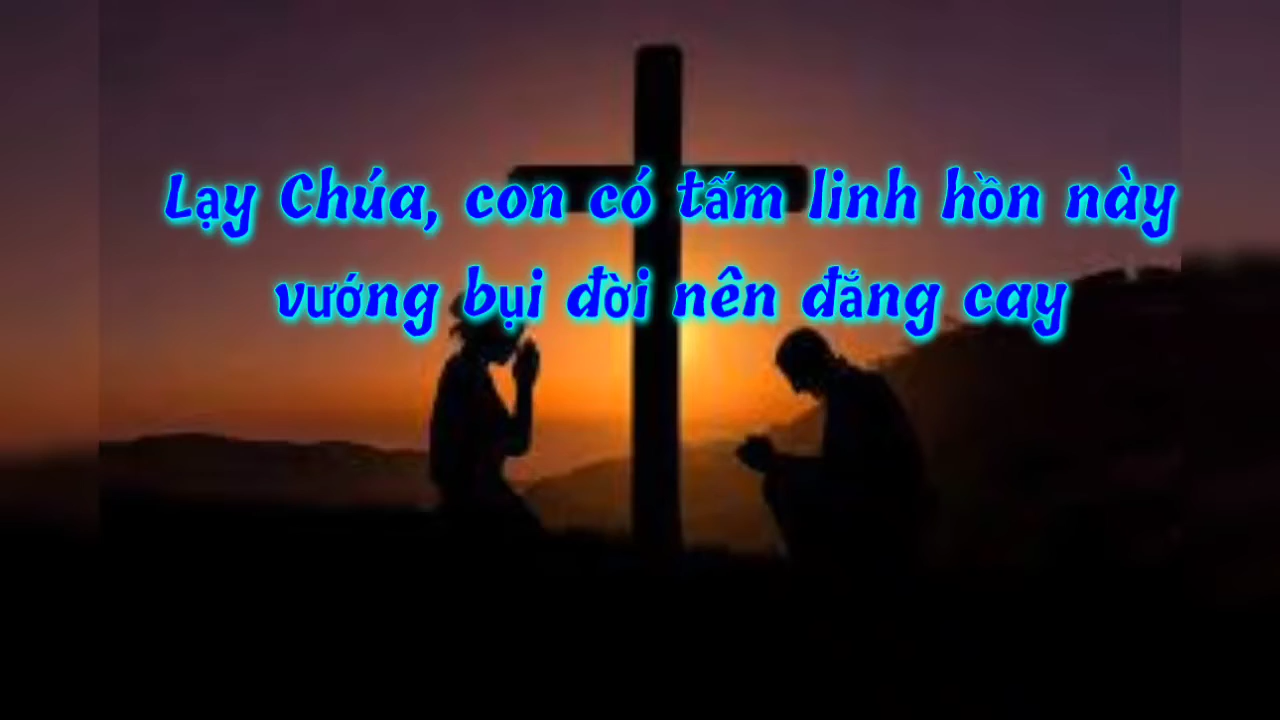 Lạy Chúa, con có tấm linh hồn này
vướng bụi đời nên đắng cay